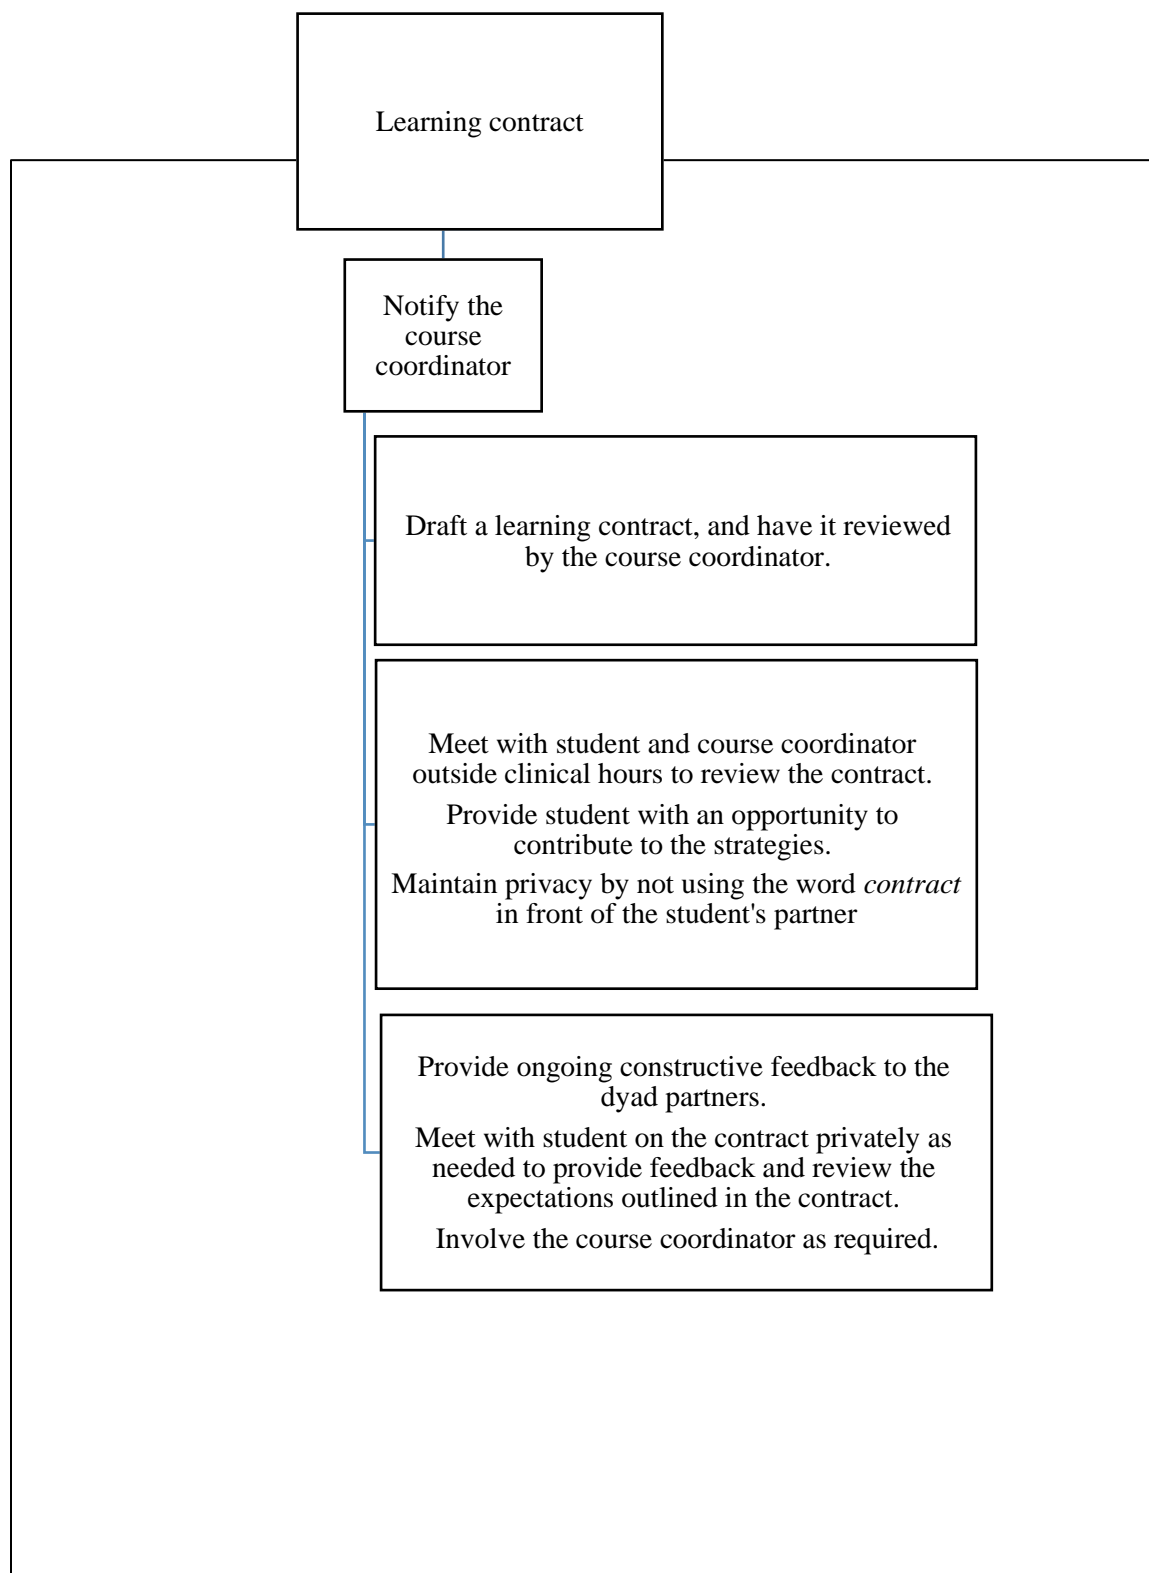 Learning contract
Notify the
course
coordinator
Draft a learning contract, and have it reviewed
by the course coordinator.
Meet with student and course coordinator
outside clinical hours to review the contract.
Provide student with an opportunity to
contribute to the strategies.
Maintain privacy by not using the word contract
in front of the student's partner
Provide ongoing constructive feedback to the
dyad partners.
Meet with student on the contract privately as
needed to provide feedback and review the
expectations outlined in the contract.
Involve the course coordinator as required.